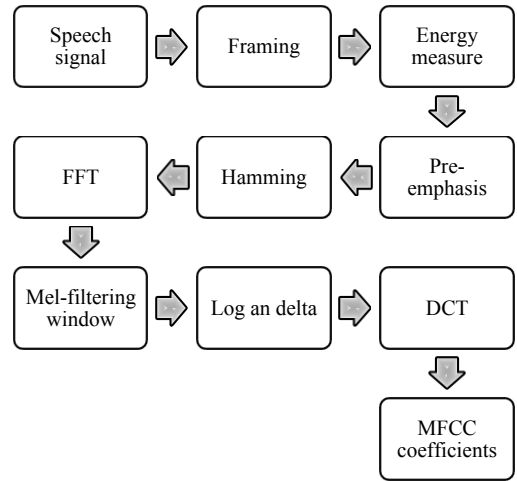 Speech
signal
Framing
Energy
measure
Pre-
emphasis
Hamming
FFT
Mel-filtering
window
Log an delta
DCT
MFCC
coefficients